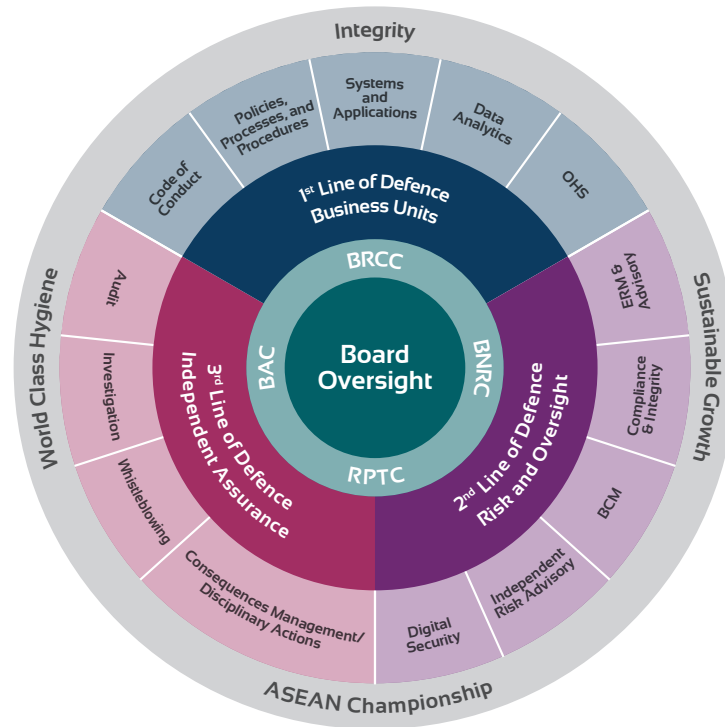 Integrity
Systems
and
Applications
Policies,
Processes, and
Procedures
Data
Analytics
Code of
Conduct
OHS
1st Line of Defence
Business Units
BRCC
Audit
ERM &
Advisory
World Class Hygiene
Sustainable Growth
Investigation
3rd Line of Defence
Independent Assurance
BAC
Board
Oversight
BNRC
Compliance
& Integrity
2nd Line of Defence
Risk and Oversight
RPTC
Whistleblowing
BCM
Consequences Management/
Disciplinary Actions
Digital
Security
Independent
Risk Advisory
ASEAN Championship